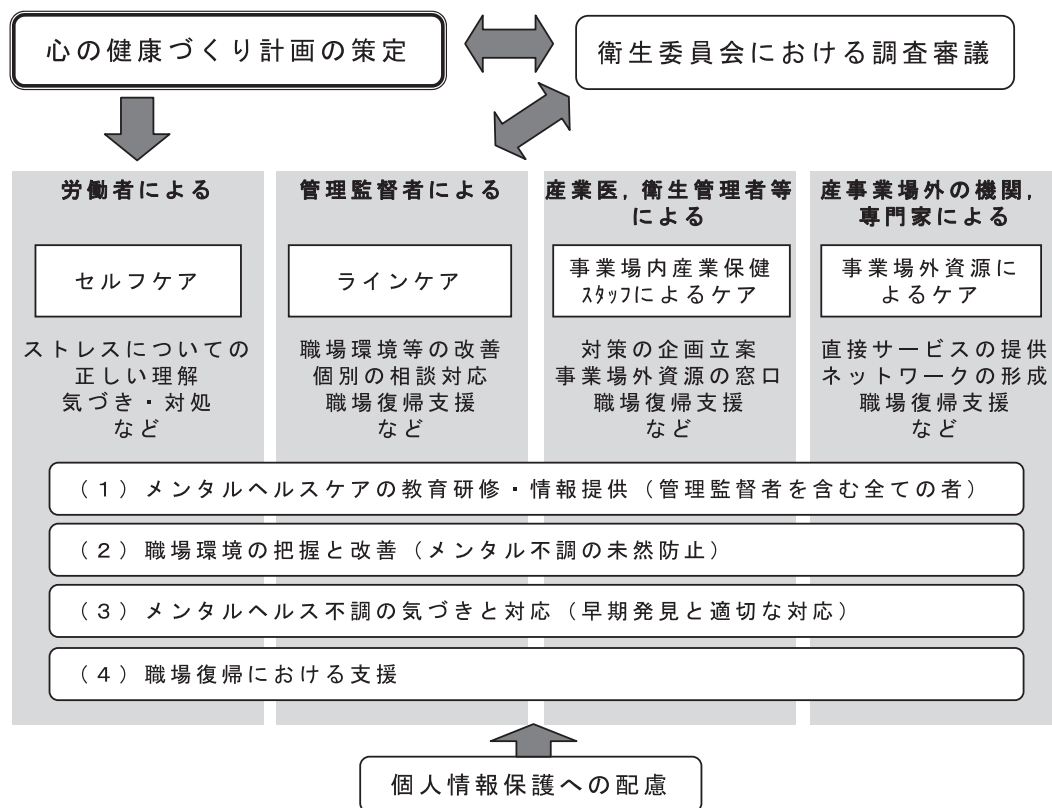 心の健康づくり計画の策定
衛生委員会における調査審議
労働者による
セルフケア
ストレスについての
正しい理解
気づき・対処
など
管理監督者による
ラインケア
職場環境等の改善
個別の相談対応
職場復帰支援
など
産業医,衛生管理者等
による
事業場内産業保健
ｽﾀｯﾌによるケア
対策の企画立案
事業場外資源の窓口
職場復帰支援
など
産事業場外の機関,
専門家による
事業場外資源に
よるケア
直接サービスの提供
ネットワークの形成
職場復帰支援
など
(1)メンタルヘルスケアの教育研修・情報提供(管理監督者を含む全ての者)
(2)職場環境の把握と改善(メンタル不調の未然防止)
(3)メンタルヘルス不調の気づきと対応(早期発見と適切な対応)
(4)職場復帰における支援
個人情報保護への配慮